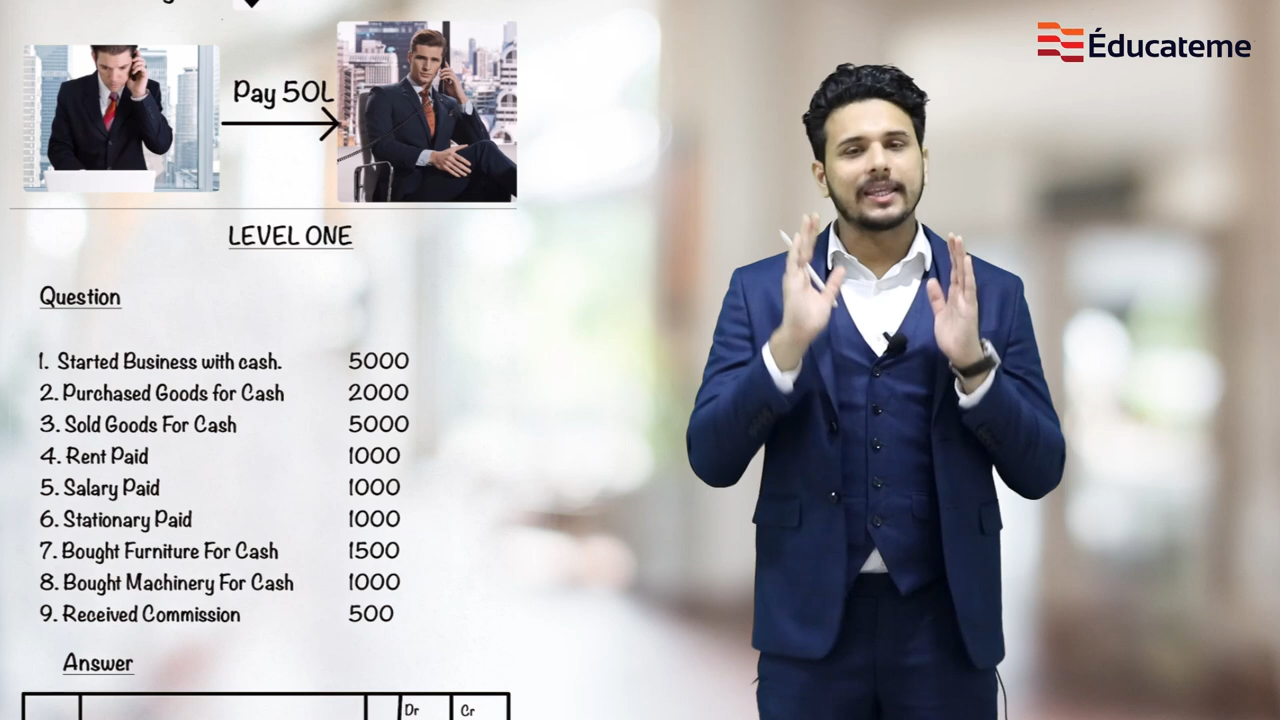 Éducateme
Pay 50L
LEVEL ONE
Question
1. Started Business with cash. 5000
2. Purchased Goods for Cash 2000
3. Sold Goods For Cash 5000
4. Rent Paid 1000
5. Salary Paid 1000
6. Stationary Paid 1000
7. Bought Furniture For Cash 1500
8. Bought Machinery For Cash 1000
9. Received Commission 500
Answer
Dr Cr